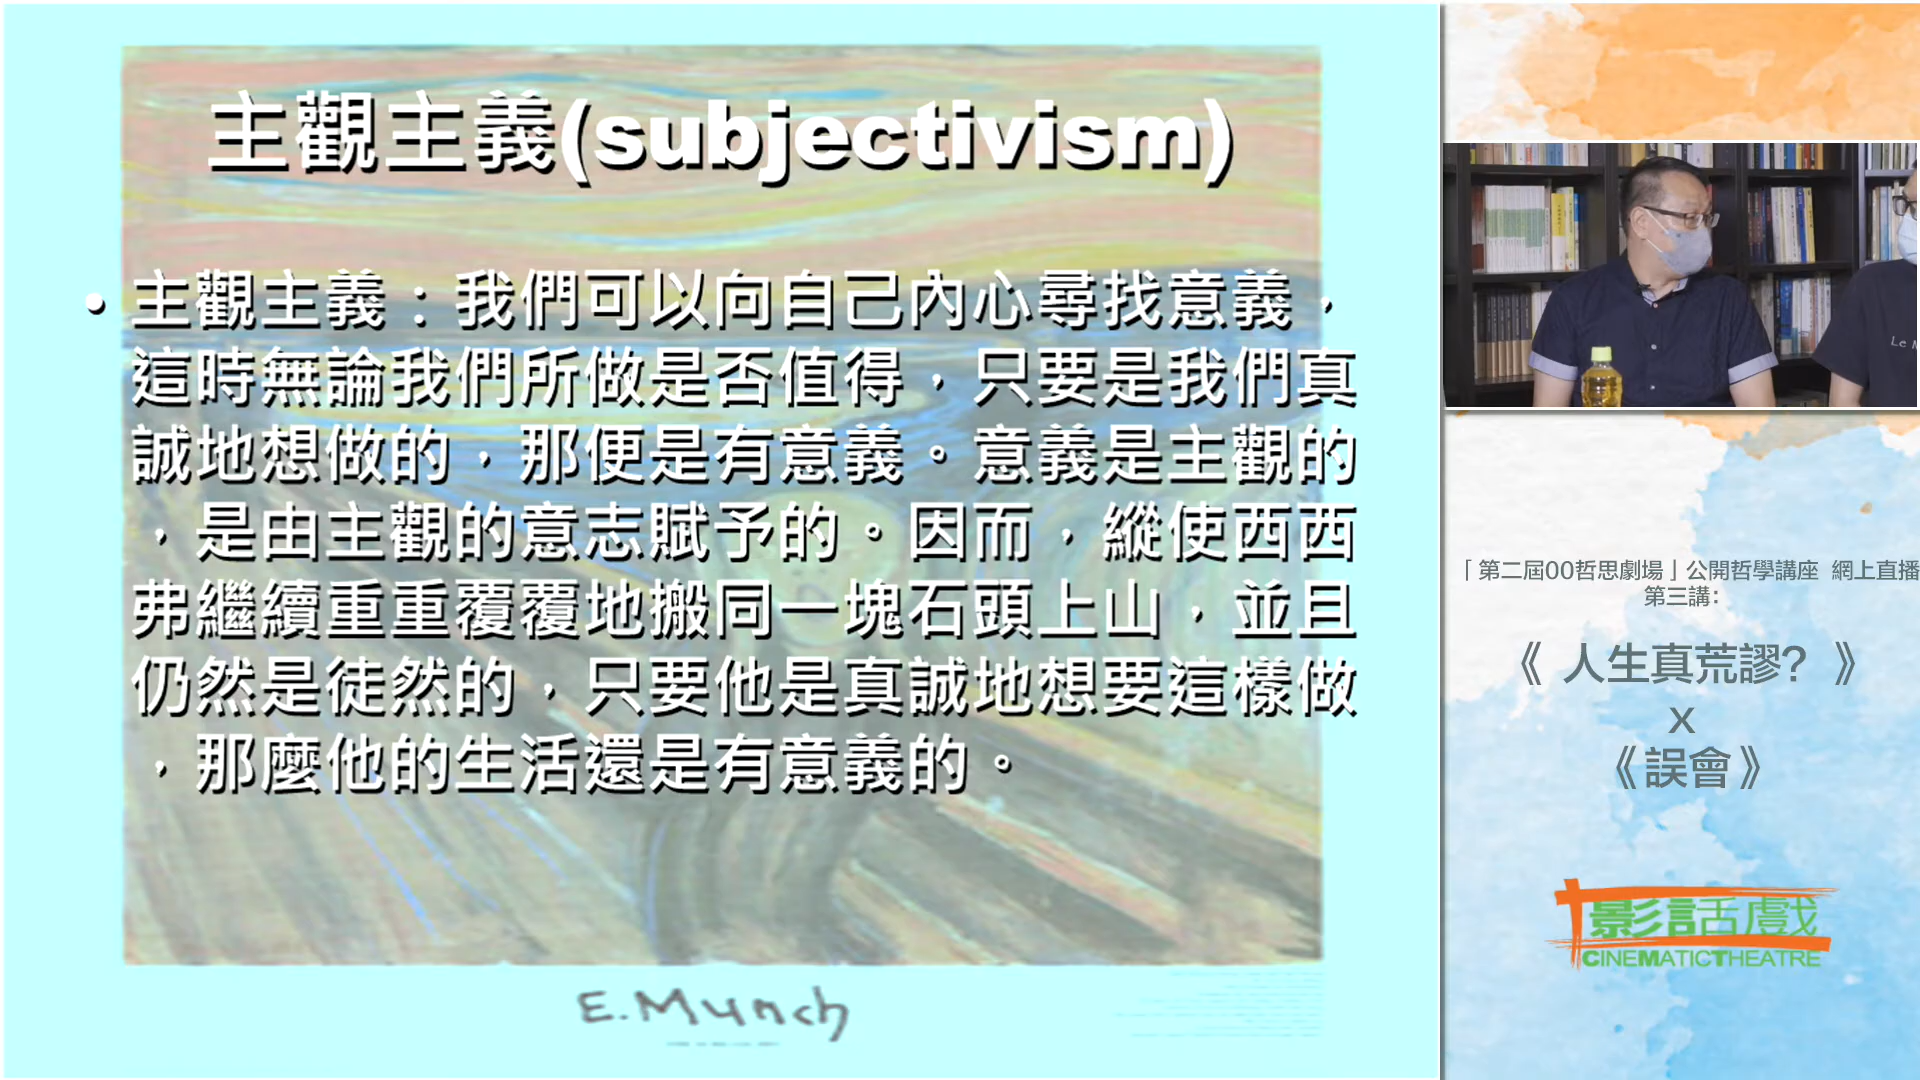 主觀主義(subjectivism)
• 主觀主義：我們可以向自己內心尋找意義，
這時無論我們所做是否值得，只要是我們真
誠地想做的，那便是有意義。意義是主觀的
，是由主觀的意志賦予的。因而，縱使西西
弗繼續重重覆覆地搬同一塊石頭上山，並且
仍然是徒然的，只要他是真誠地想要這樣做
，那麼他的生活還是有意義的。
E.Munch
Le
「第二屆OO哲思劇場」公開哲學講座 網上直播
第三講:
《 人生真荒謬? 》
x
《誤會》
影話戲
CINEMATICTHEATRE